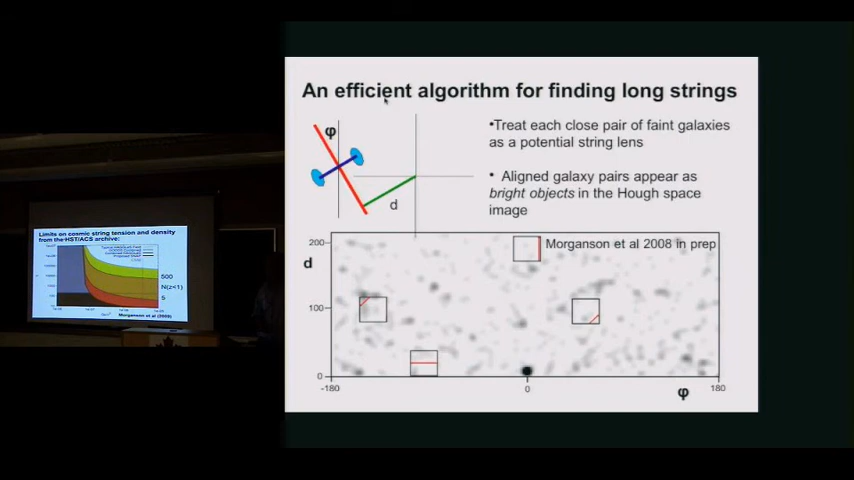 An efficient algorithm for finding long strings
φ
d
•Treat each close pair of faint galaxies
as a potential string lens
• Aligned galaxy pairs appear as
bright objects in the Hough space
image
Morganson et al 2008 in prep
200
d
100
0
-180
0
φ
180
Limits on cosmic string tension and density
from the HST/ACS archive:
500
N(z<1)
5
Morganson et al (2009)